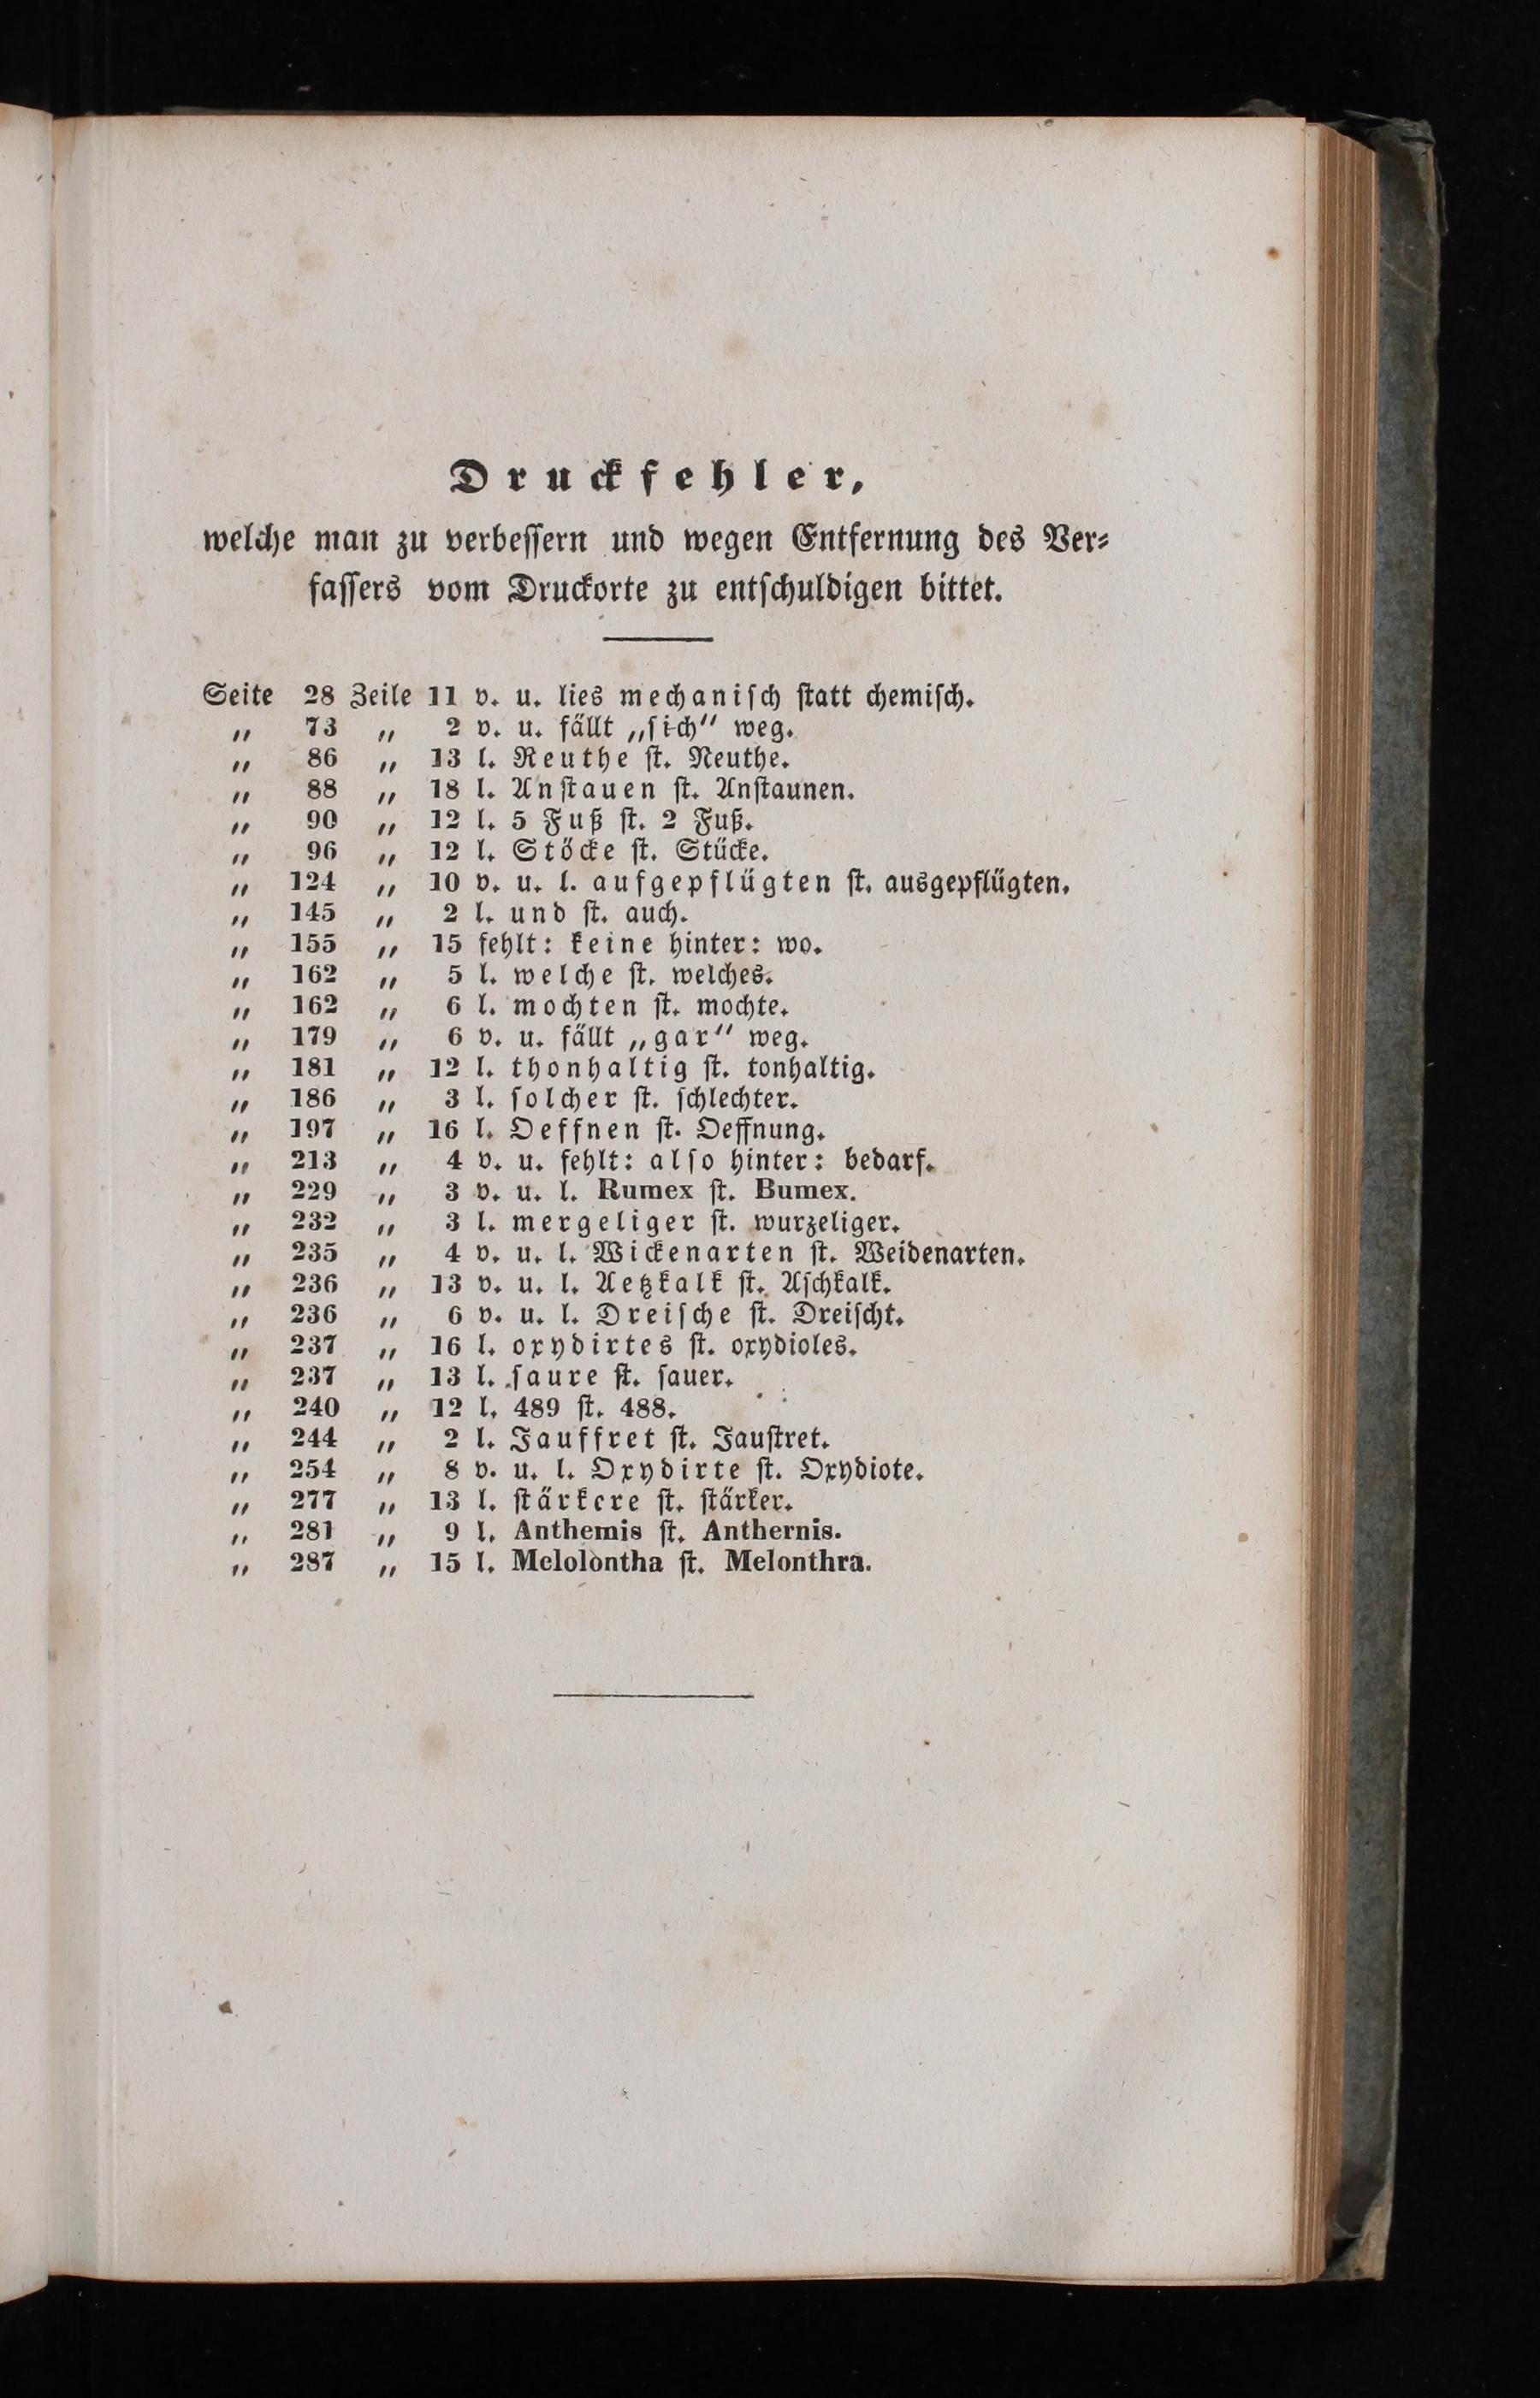 Druckfehler,
welche man zu verbeſſern und wegen Entfernung des Ver⸗
faſſers vom Druckorte zu entſchuldigen bittet.
Seite 28 Zeile 11 v. u. lies mechaniſch ſtatt chemiſch.
„ 73 „ 2 v. u. fällt „ſich“ weg.
„ 86 „ 13 l. Reuthe ſt. Neuthe.
„ 88 „ 18 l. Anſtauen ſt. Anſtaunen.
„ 90 „ 12 l. 5 Fuß ſt. 2 Fuß.
„ 96 „ 12 l. Stöcke ſt. Stücke.
„ 124 „ 10 v. u. l. aufgepflügten ſt. ausgepflügten.
„ 145 „ 2 l. und ſt. auch.
„ 155 „ 15 fehlt: keine hinter: wo.
„ 162 „ 5 l. welche ſt. welches.
„ 162 „ 6 l. mochten ſt. mochte.
„ 179 „ 6 v. u. fällt „gar“ weg.
„ 181 „ 12 l. thonhaltig ſt. tonhaltig.
„ 186 „ 3 l. ſolcher ſt. ſchlechter.
„ 197 „ 16 l. Oeffnen ſt. Oeffnung.
„ 213 „ 4 v. u. fehlt: alſo hinter: bedarf.
„ 229 „ 3 v. u. l. Rumex ſt. Bumex.
„ 232 „ 3 l. mergeliger ſt. wurzeliger.
„ 235 „ 4 v. u. l. Wickenarten ſt. Weidenarten.
„ 236 „ 13 v. u. l. Aetzkalk ſt. Aſchkalk.
„ 236 „ 6 v. u. l. Dreiſche ſt. Dreiſcht.
„ 237 „ 16 l. oxydirtes ſt. oxydioles.
„ 237 „ 13 l. ſaure ſt. ſauer.
„ 240 „ 12 l. 489 ſt. 488.
„ 244 „ 2 l. Jauffret ſt. Jauſtret.
„ 254 „ 8 v. u. l. Oxydirte ſt. Oxydiote.
„ 277 „ 13 l. ſtärkere ſt. ſtärker.
„ 281 „ 9 l. Anthemis ſt. Anthernis.
„ 287 „ 15 l. Melolontha ſt. Melonthra.